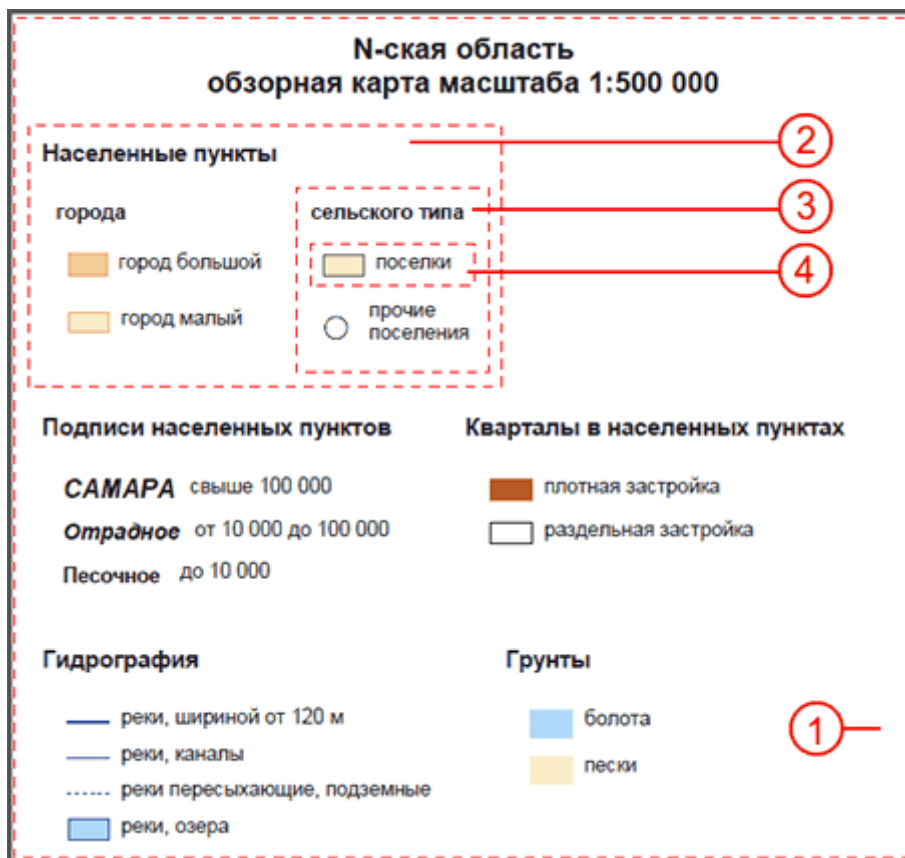 N-ская область
обзорная карта масштаба 1:500 000
2
Населенные пункты
города
сельского типа
3
город большой
поселки
4
город малый
прочие
поселения
Подписи населенных пунктов
Кварталы в населенных пунктах
САМАРА свыше 100 000
плотная застройка
Отрадное от 10 000 до 100 000
раздельная застройка
Песочное до 10 000
Гидрография
Грунты
реки, шириной от 120 м
болота
1
реки, каналы
пески
реки пересыхающие, подземные
реки, озера